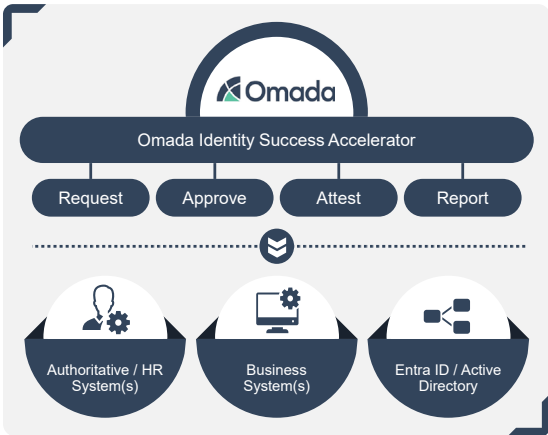 Omada
Omada Identity Success Accelerator
Request
Approve
Attest
Report
Authoritative / HR
System(s)
Business
System(s)
Entra ID / Active
Directory